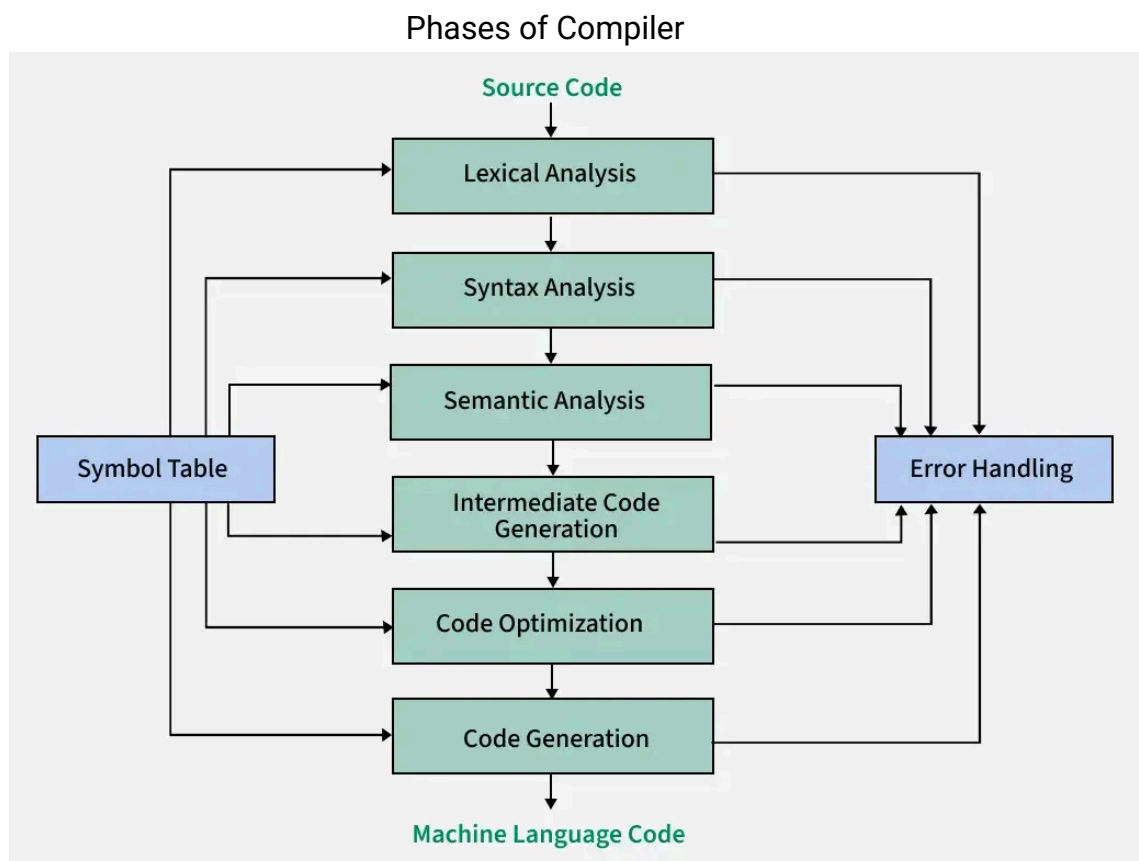 Phases of Compiler
Source Code
Lexical Analysis
Syntax Analysis
Semantic Analysis
Symbol Table
Error Handling
Intermediate Code
Generation
Code Optimization
Code Generation
Machine Language Code